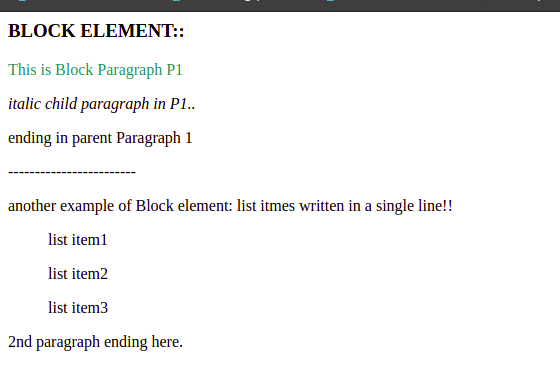 BLOCK ELEMENT::
This is Block Paragraph P1
italic child paragraph in P1..
ending in parent Paragraph 1
------------------------
another example of Block element: list itmes written in a single line!!
list item1
list item2
list item3
2nd paragraph ending here.